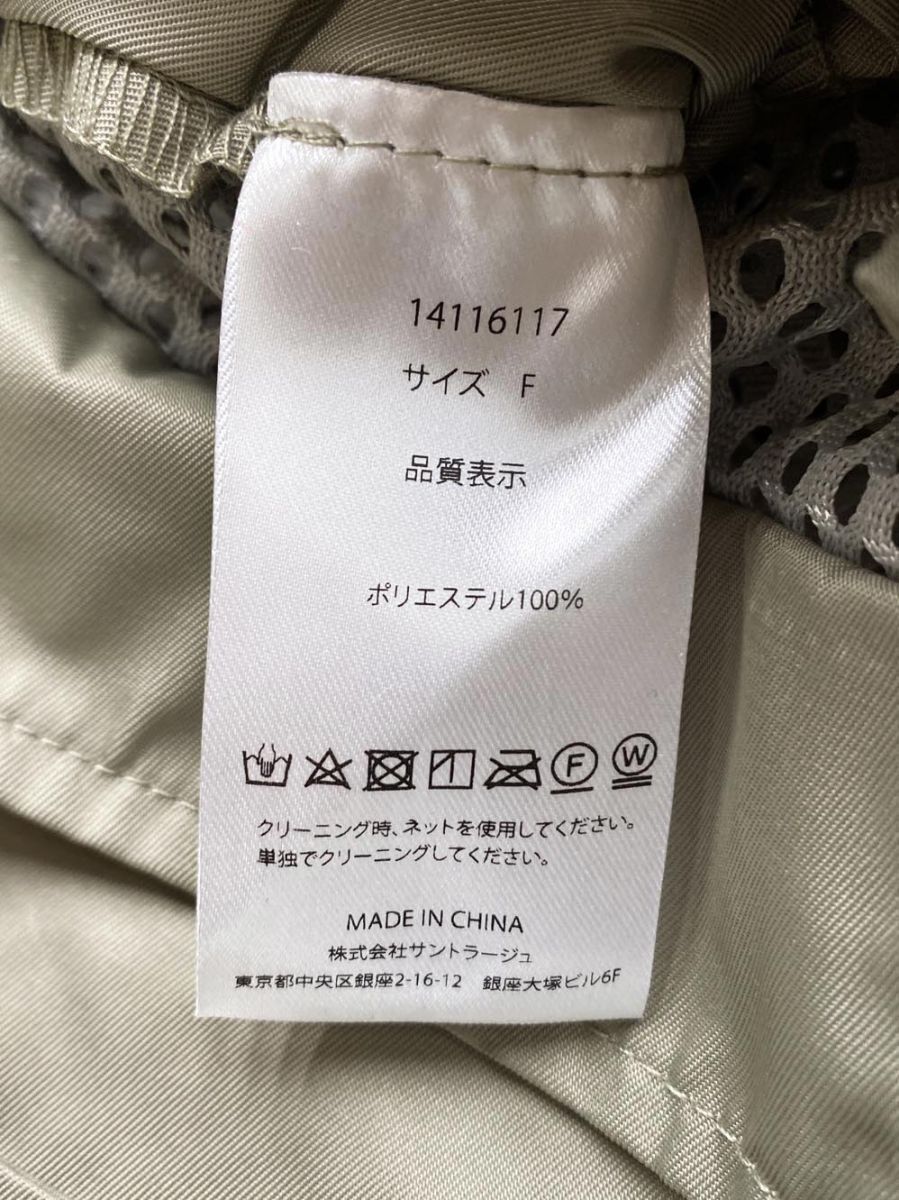 14116117
サイズ F
品質表示
ポリエステル100%
F W
クリーニング時、ネットを使用してください。
単独でクリーニングしてください。
MADE IN CHINA
株式会社サントラージュ
東京都中央区銀座2-16-12 銀座大塚ビル6F